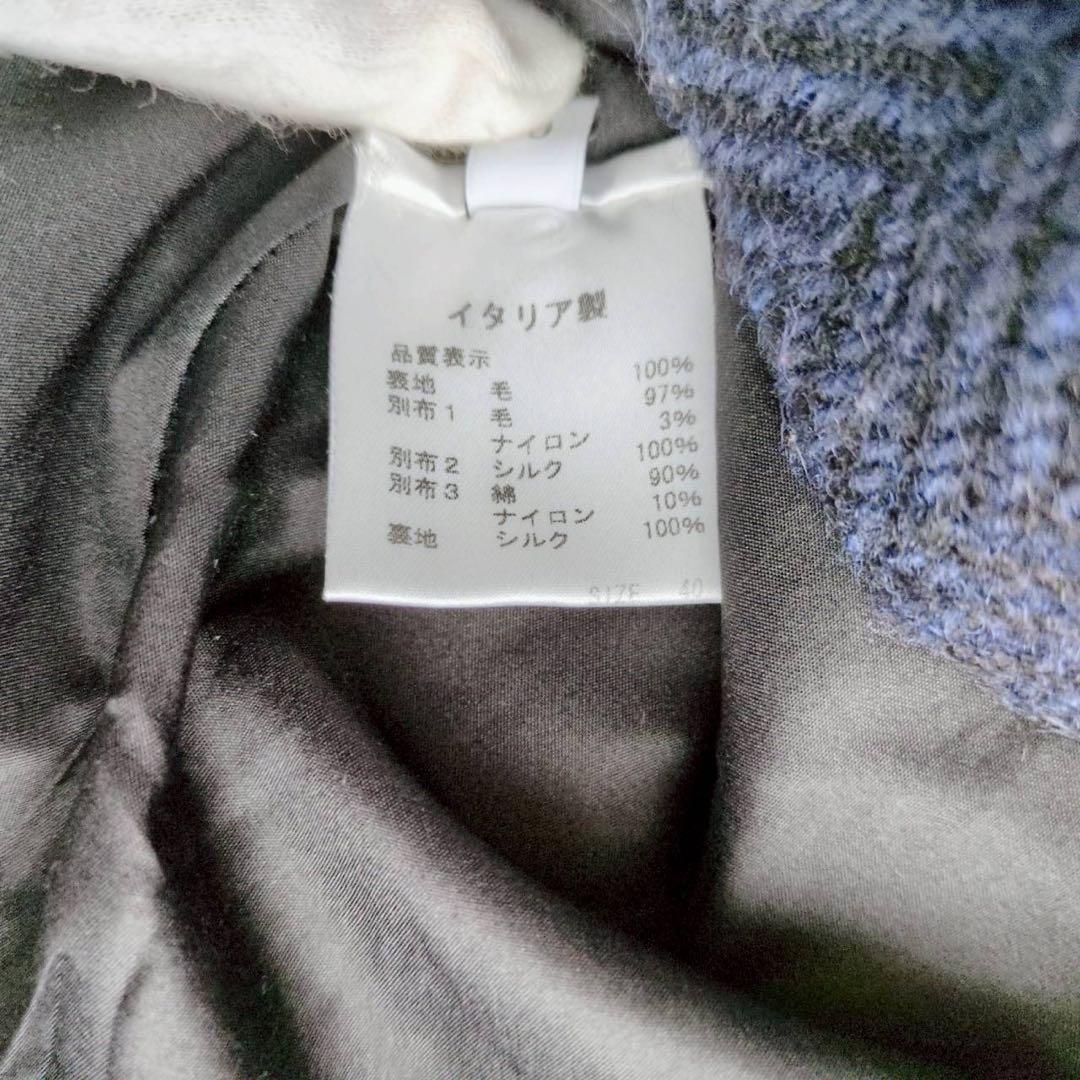 イタリア製
品質表示
表地 毛 100%
別布1 毛 97%
ナイロン 3%
別布2 シルク 100%
別布3 綿 90%
ナイロン 10%
裏地 シルク 100%
SIZE 40